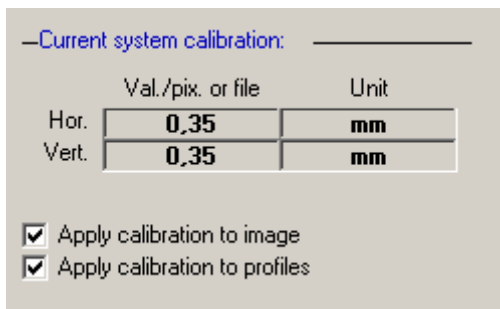 Current system calibration:
Val./pix. or file Unit
Hor. 0,35 mm
Vert. 0,35 mm
Apply calibration to image
Apply calibration to profiles